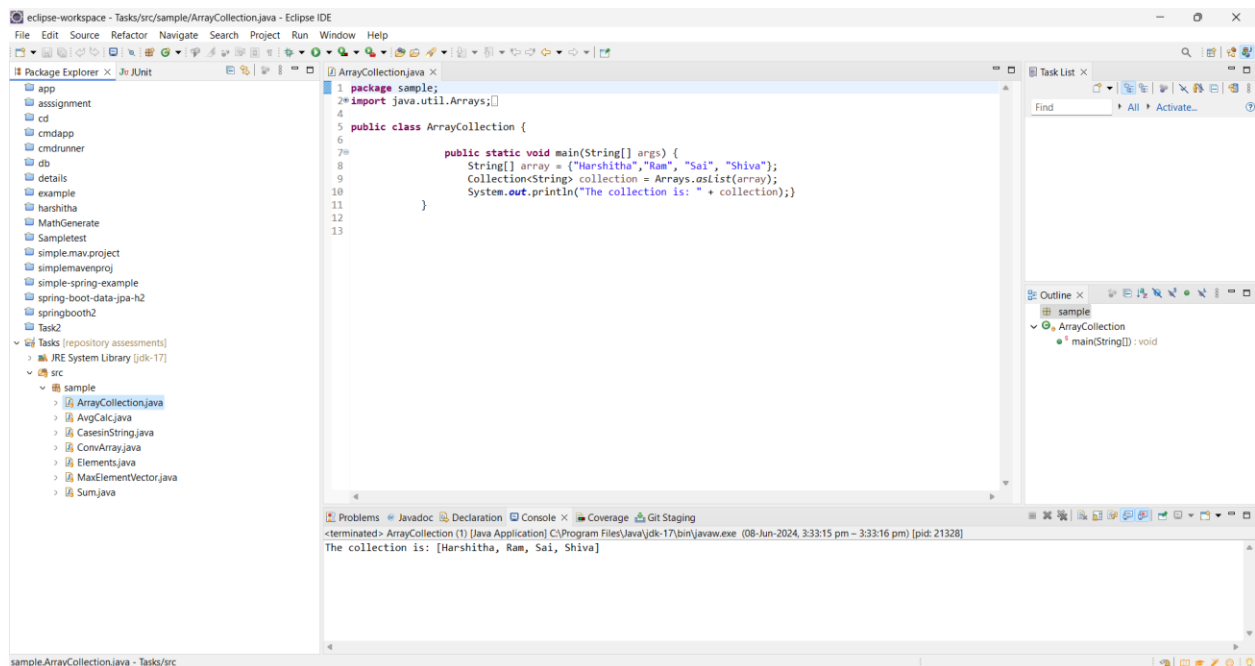 eclipse-workspace - Tasks/src/sample/ArrayCollection.java - Eclipse IDE
File Edit Source Refactor Navigate Search Project Run Window Help
Package Explorer × JUnit
app
asssignment
cd
cmdapp
cmdrunner
db
details
example
harshitha
MathGenerate
Sampletest
simple.mav.project
simplemavenproj
simple-spring-example
spring-boot-data-jpa-h2
springbooth2
Task2
Tasks [repository assessments]
JRE System Library [jdk-17]
src
sample
ArrayCollection.java
AvgCalc.java
CasesinString.java
ConvArray.java
Elements.java
MaxElementVector.java
Sum.java
ArrayCollection.java ×
1 package sample;
2 import java.util.Arrays;
4
5 public class ArrayCollection {
6
7 public static void main(String[] args) {
8 String[] array = {"Harshitha","Ram", "Sai", "Shiva"};
9 Collection<String> collection = Arrays.asList(array);
10 System.out.println("The collection is: " + collection);}
11 }
12
13
Task List ×
Find All Activate...
Outline ×
sample
ArrayCollection
main(String[]) : void
Problems Javadoc Declaration Console × Coverage Git Staging
<terminated> ArrayCollection (1) [Java Application] C:\Program Files\Java\jdk-17\bin\javaw.exe (08-Jun-2024, 3:33:15 pm – 3:33:16 pm) [pid: 21328]
The collection is: [Harshitha, Ram, Sai, Shiva]
sample.ArrayCollection.java - Tasks/src